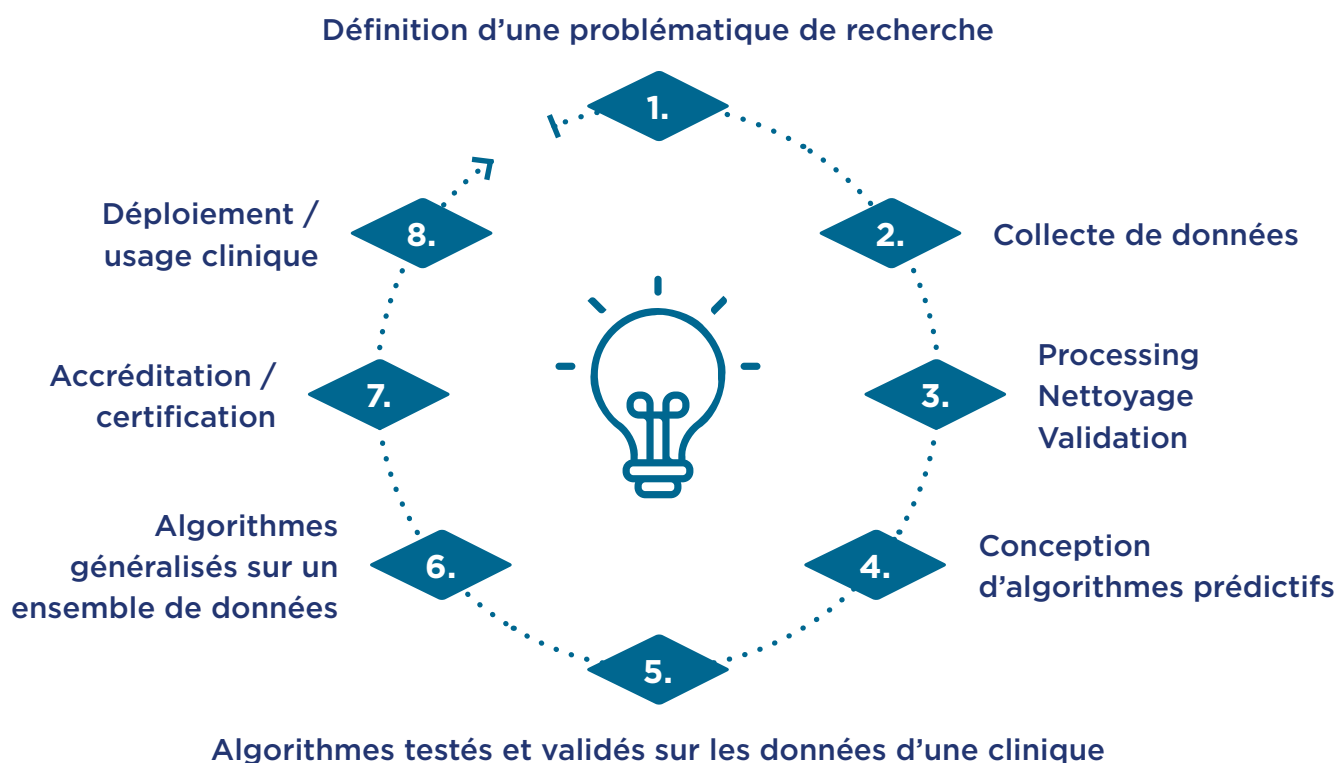 Définition d’une problématique de recherche
1.
2.
Collecte de données
3.
Processing
Nettoyage
Validation
4.
Conception
d’algorithmes prédictifs
5.
Algorithmes testés et validés sur les données d’une clinique
6.
Algorithmes
généralisés sur un
ensemble de données
7.
Accréditation /
certification
8.
Déploiement /
usage clinique